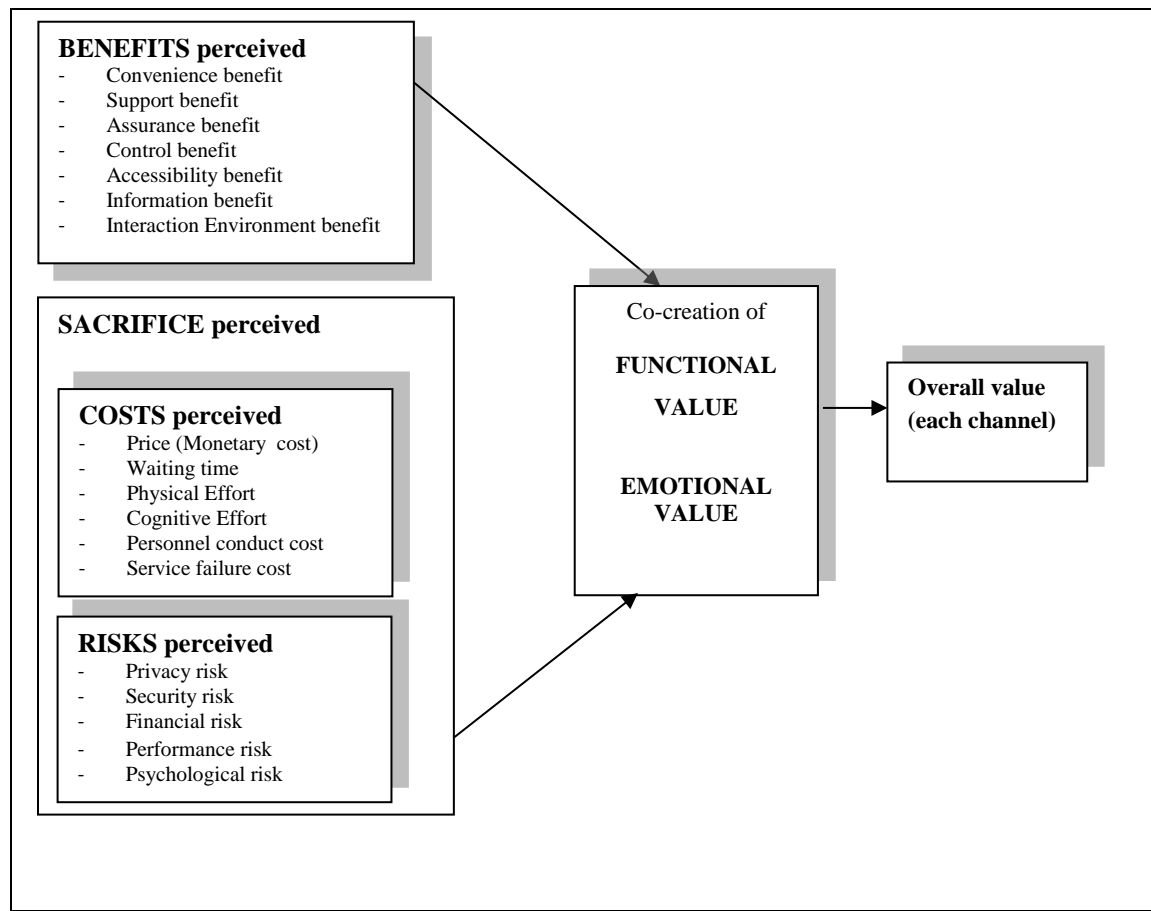 BENEFITS perceived
- Convenience benefit
- Support benefit
- Assurance benefit
- Control benefit
- Accessibility benefit
- Information benefit
- Interaction Environment benefit
SACRIFICE perceived
COSTS perceived
- Price (Monetary cost)
- Waiting time
- Physical Effort
- Cognitive Effort
- Personnel conduct cost
- Service failure cost
RISKS perceived
- Privacy risk
- Security risk
- Financial risk
- Performance risk
- Psychological risk
Co-creation of
FUNCTIONAL
VALUE
EMOTIONAL
VALUE
Overall value
(each channel)